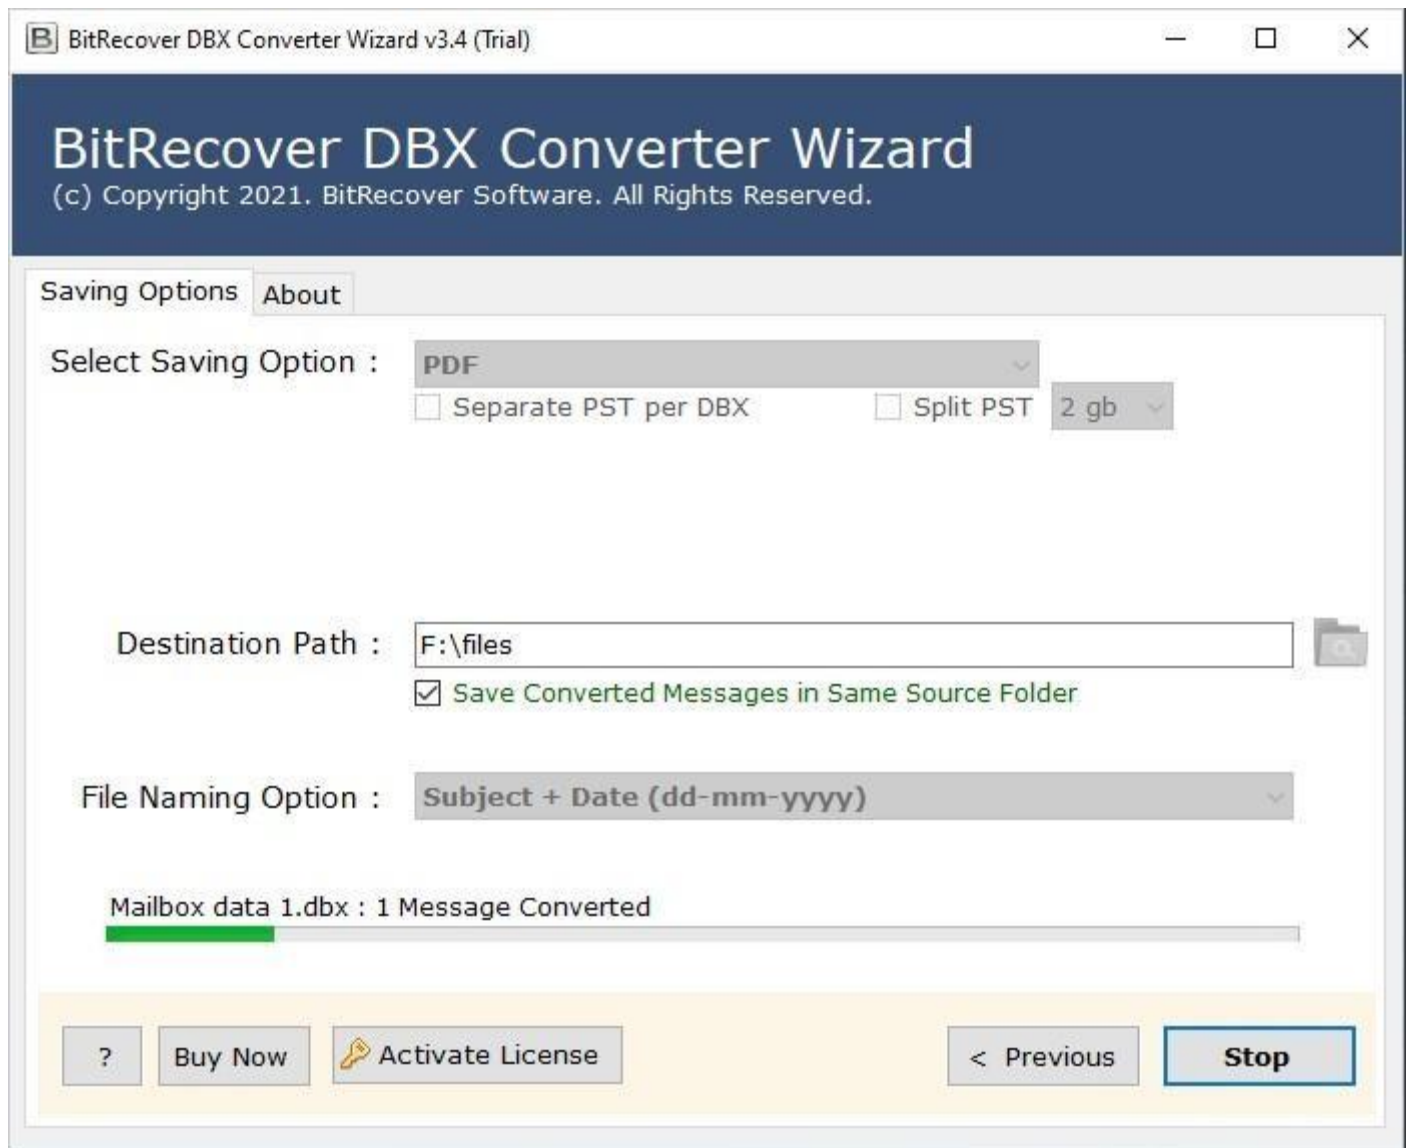 B BitRecover DBX Converter Wizard v3.4 (Trial)
BitRecover DBX Converter Wizard
(c) Copyright 2021. BitRecover Software. All Rights Reserved.
Saving Options About
Select Saving Option : PDF
Separate PST per DBX Split PST 2 gb
Destination Path : F:\files
Save Converted Messages in Same Source Folder
File Naming Option : Subject + Date (dd-mm-yyyy)
Mailbox data 1.dbx : 1 Message Converted
? Buy Now Activate License < Previous Stop